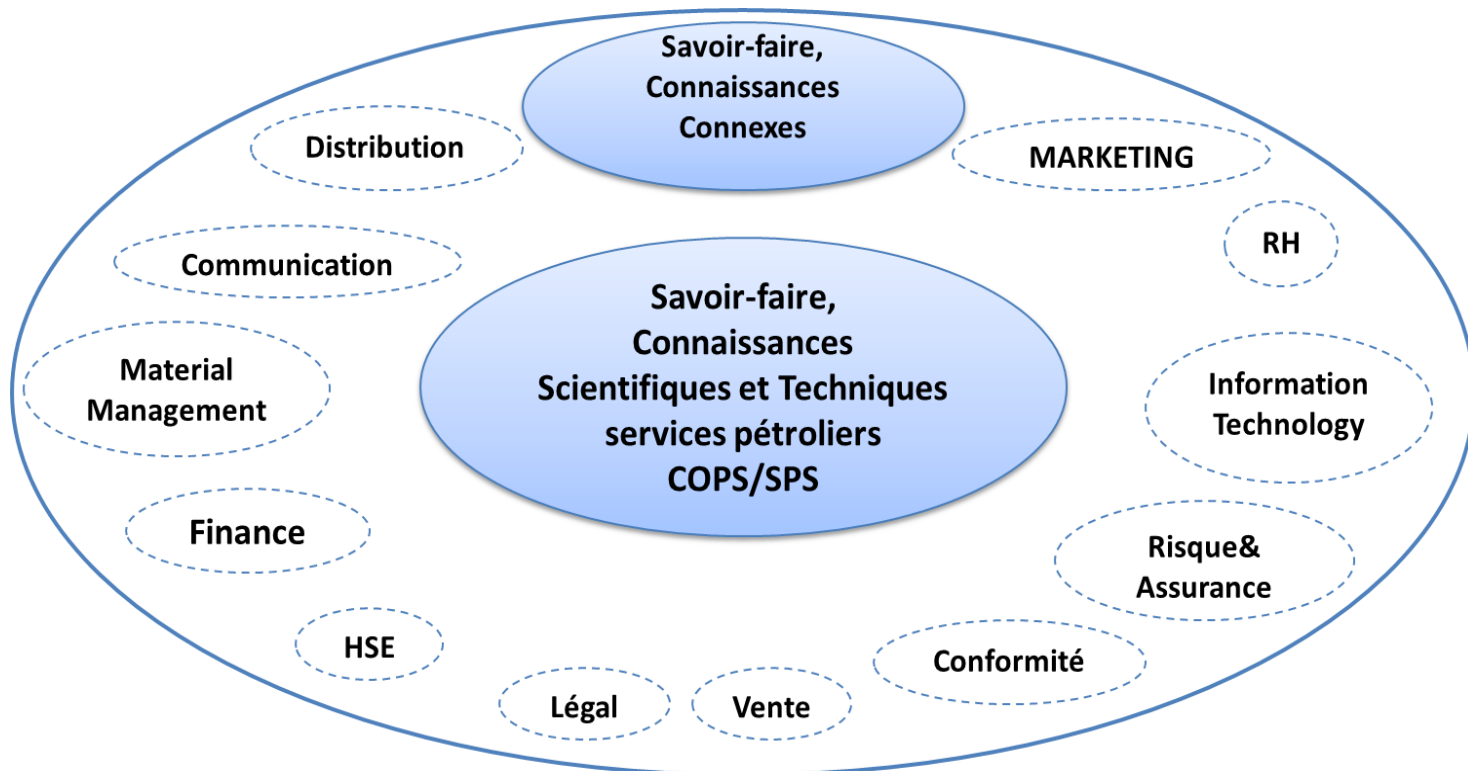 Savoir-faire,
Connaissances
Connexes
Distribution
MARKETING
RH
Communication
Savoir-faire,
Connaissances
Scientifiques et Techniques
services pétroliers
COPS/SPS
Material
Management
Information
Technology
Finance
Risque&
Assurance
HSE
Conformité
Légal
Vente